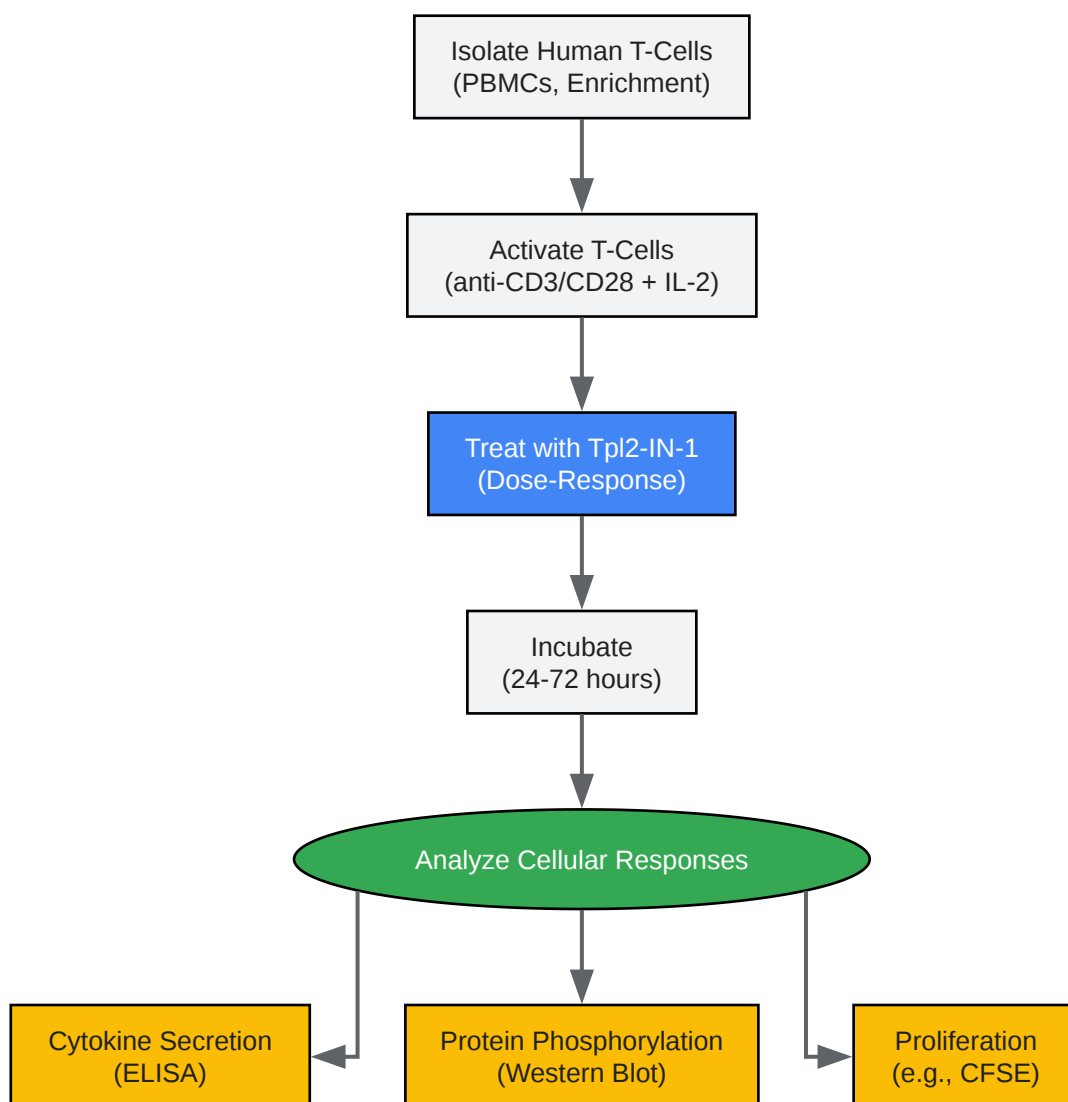 Isolate Human T-Cells
(PBMCs, Enrichment)
Activate T-Cells
(anti-CD3/CD28 + IL-2)
Treat with Tpl2-IN-1
(Dose-Response)
Incubate
(24-72 hours)
Analyze Cellular Responses
Cytokine Secretion
(ELISA)
Protein Phosphorylation
(Western Blot)
Proliferation
(e.g., CFSE)